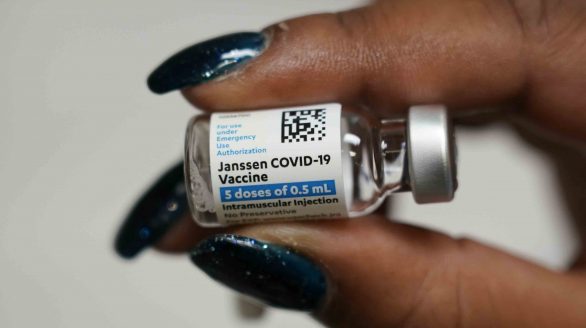 For use
under
Emergency
Use
Authorization
Janssen COVID-19
Vaccine
5 doses of 0.5 mL
Intramuscular Injection
No Preservative